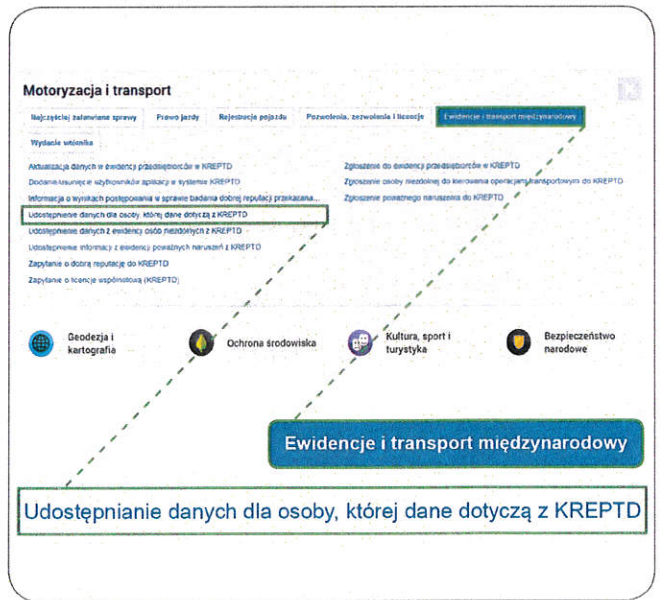 Motoryzacja i transport
Najczęściej załatwiane sprawy
Prawo jazdy
Rejestracja pojazdu
Pozwolenia, zezwolenia i licencje
Ewidencje i transport międzynarodowy
Wydanie wtórnika
Aktualizacja danych w ewidencji przedsiębiorców w KREPTD
Dodanie/usunięcie użytkowników aplikacji w systemie KREPTD
Informacja o wynikach postępowania w sprawie badania dobrej reputacji przekazana...
Udostępnienie danych dla osoby, której dane dotyczą z KREPTD
Udostępnienie danych z ewidencji osób niezdolnych z KREPTD
Udostępnienie informacji z ewidencji poważnych naruszeń z KREPTD
Zapytanie o dobrą reputację do KREPTD
Zapytanie o licencje wspólnotową (KREPTD)
Zgłoszenie do ewidencji przedsiębiorców w KREPTD
Zgłoszenie osoby niezdolnej do kierowania operacjami transportowym do KREPTD
Zgłoszenie poważnego naruszenia do KREPTD
Geodezja i
kartografia
Ochrona środowiska
Kultura, sport i
turystyka
Bezpieczeństwo
narodowe
Ewidencje i transport międzynarodowy
Udostępnianie danych dla osoby, której dane dotyczą z KREPTD